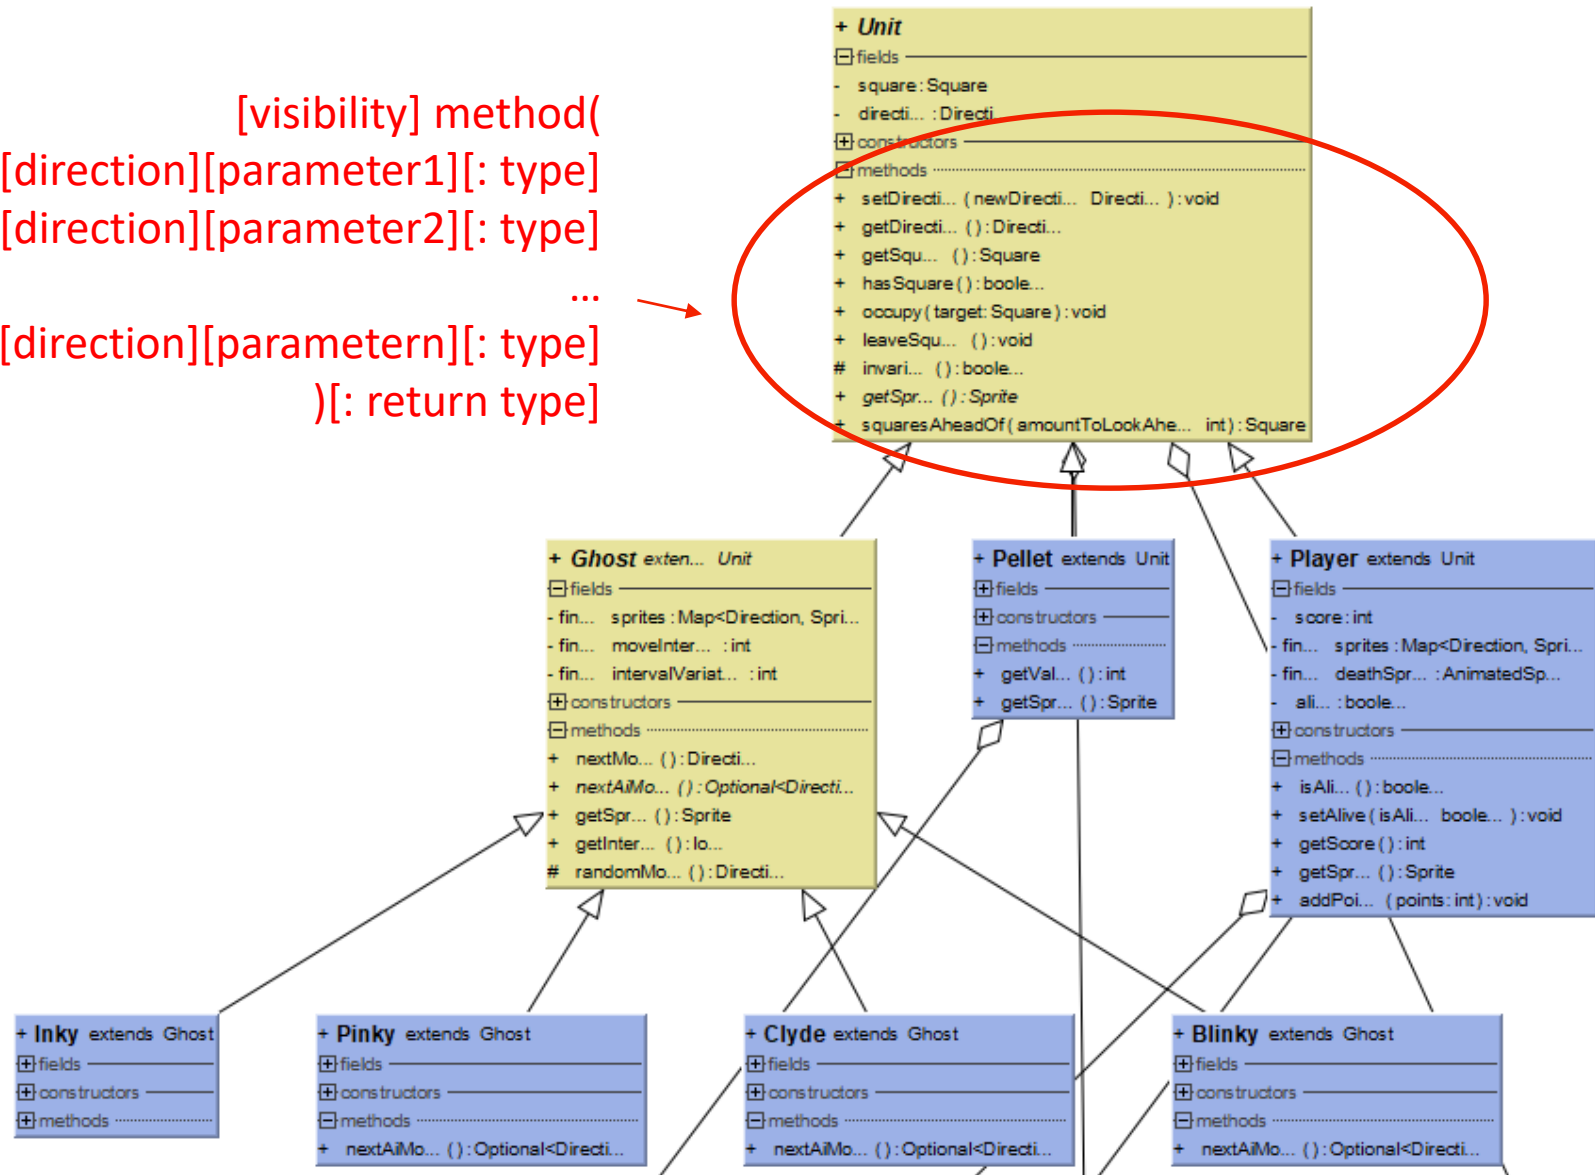 [visibility] method(
[direction][parameter1][: type]
[direction][parameter2][: type]
...
[direction][parametern][: type]
)[: return type]
+ Unit
fields
- square: Square
- directi... : Directi...
constructors
methods
+ setDirecti... ( newDirecti... Directi... ): void
+ getDirecti... (): Directi...
+ getSqu... (): Square
+ hasSquare(): boole...
+ occupy( target: Square ): void
+ leaveSqu... (): void
# invari... (): boole...
+ getSpr... (): Sprite
+ squaresAheadOf( amountToLookAhe... int): Square
+ Ghost exten... Unit
fields
- fin... sprites : Map<Direction, Spri...
- fin... moveInter... : int
- fin... intervalVariat... : int
constructors
methods
+ nextMo... (): Directi...
+ nextAiMo... (): Optional<Directi...
+ getSpr... (): Sprite
+ getInter... (): lo...
# randomMo... (): Directi...
+ Pellet extends Unit
fields
constructors
methods
+ getVal... (): int
+ getSpr... (): Sprite
+ Player extends Unit
fields
- score: int
- fin... sprites : Map<Direction, Spri...
- fin... deathSpr... : AnimatedSp...
- ali... : boole...
constructors
methods
+ isAli... (): boole...
+ setAlive( isAli... boole... ): void
+ getScore(): int
+ getSpr... (): Sprite
+ addPoi... ( points: int): void
+ Inky extends Ghost
fields
constructors
methods
+ Pinky extends Ghost
fields
constructors
methods
+ nextAiMo... (): Optional<Directi...
+ Clyde extends Ghost
fields
constructors
methods
+ nextAiMo... (): Optional<Directi...
+ Blinky extends Ghost
fields
constructors
methods
+ nextAiMo... (): Optional<Directi...